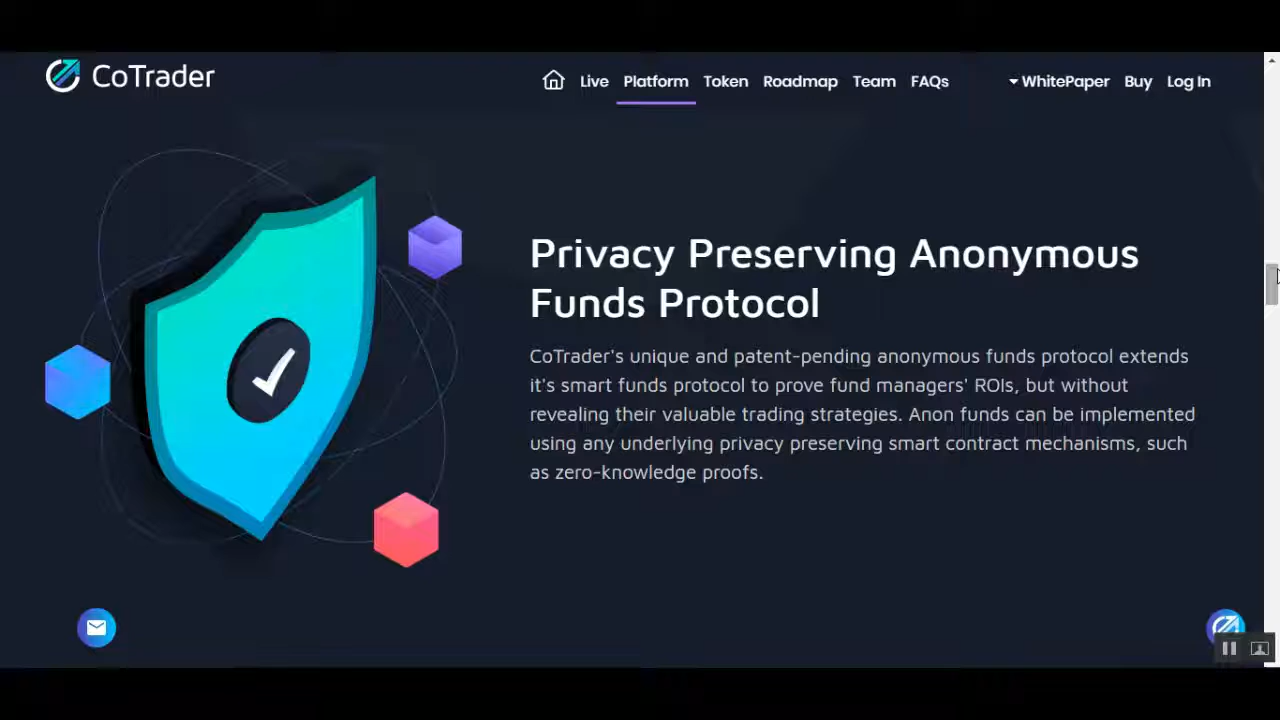 CoTrader
Live Platform Token Roadmap Team FAQs WhitePaper Buy Log In
Privacy Preserving Anonymous
Funds Protocol
CoTrader's unique and patent-pending anonymous funds protocol extends
it's smart funds protocol to prove fund managers' ROIs, but without
revealing their valuable trading strategies. Anon funds can be implemented
using any underlying privacy preserving smart contract mechanisms, such
as zero-knowledge proofs.